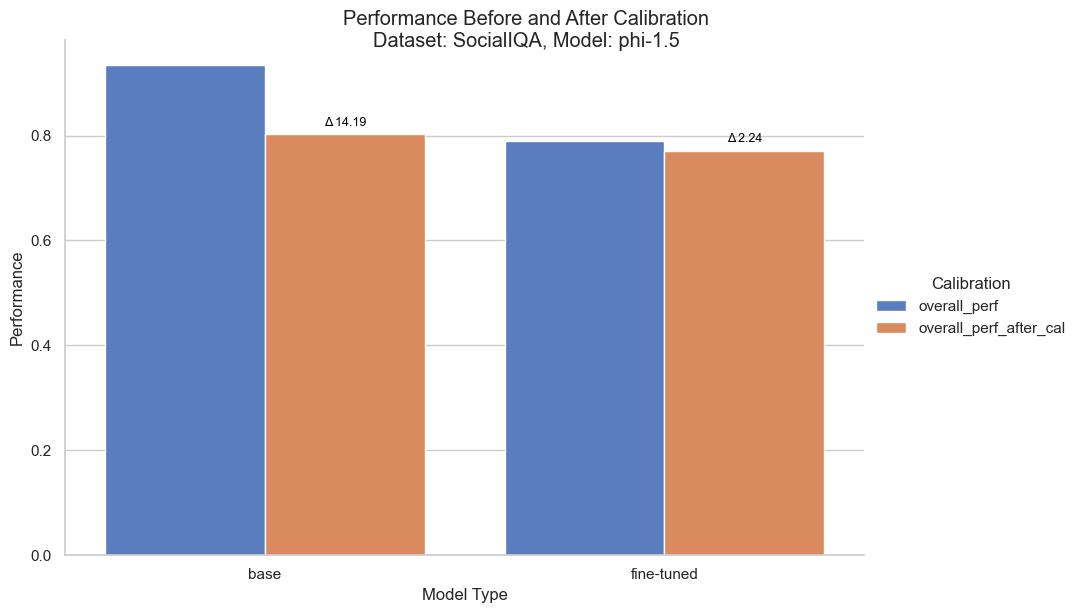 Performance Before and After Calibration
Dataset: SocialIQA, Model: phi-1.5
Performance
0.8
0.6
0.4
0.2
0.0
Δ 14.19
Δ 2.24
base
fine-tuned
Model Type
Calibration
overall_perf
overall_perf_after_cal